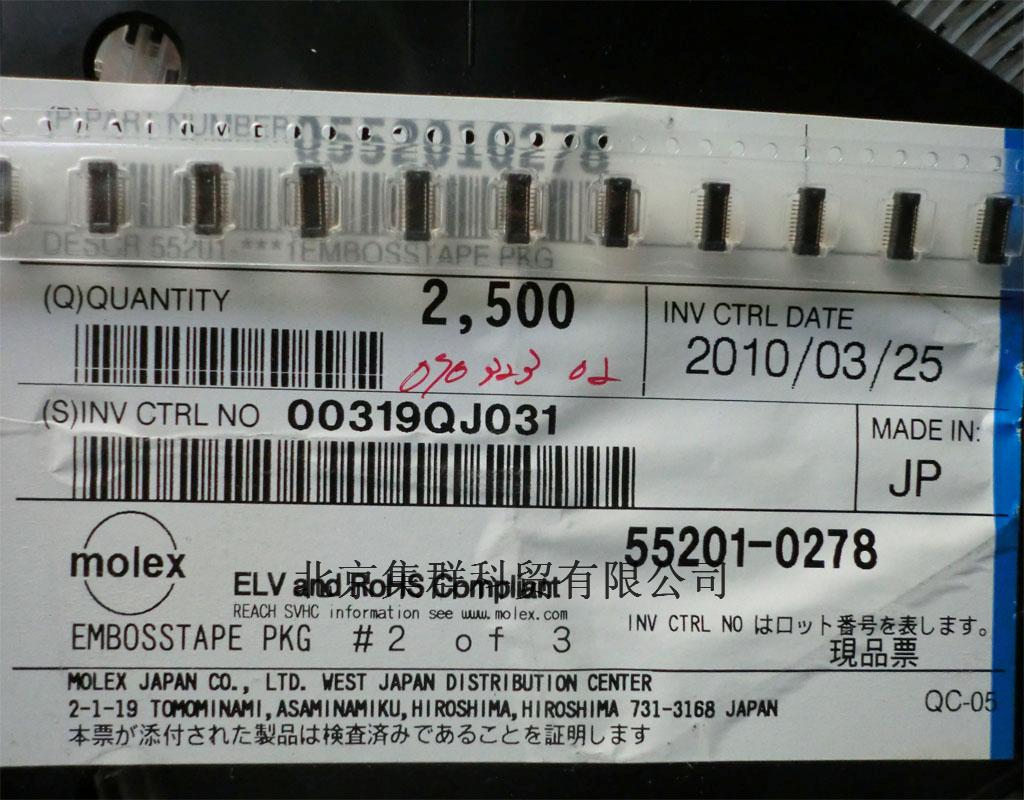 (P)PART NUMBER 0552010278
DESCR 55201-***1EMBOSSTAPE PKG
(Q)QUANTITY 2,500
INV CTRL DATE
2010/03/25
090323 02
(S)INV CTRL NO 00319QJ031
MADE IN:
JP
molex
55201-0278
ELV and RoHS Compliant
北京集群科贸有限公司
REACH SVHC information see www.molex.com
INV CTRL NO はロット番号を表します。
EMBOSSTAPE PKG #2 of 3
現品票
MOLEX JAPAN CO., LTD. WEST JAPAN DISTRIBUTION CENTER
2-1-19 TOMOMINAMI,ASAMINAMIKU,HIROSHIMA,HIROSHIMA 731-3168 JAPAN
QC-05
本票が添付された製品は検査済みであることを証明します